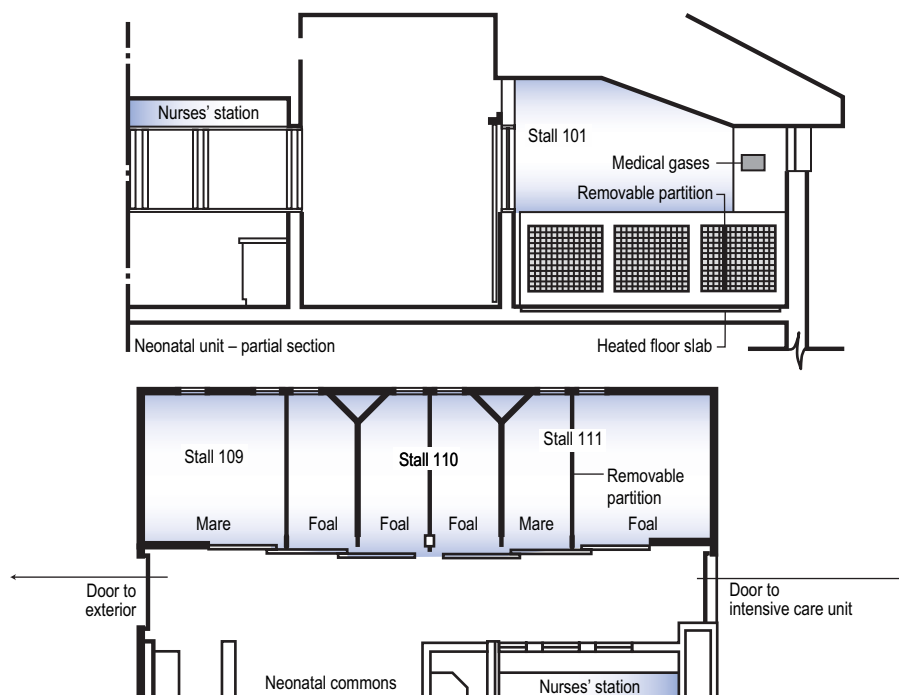 Nurses' station
Stall 101
Medical gases
Removable partition
Neonatal unit – partial section
Heated floor slab
Stall 109
Stall 110
Stall 111
Removable
partition
Mare
Foal
Foal
Foal
Mare
Foal
Door to
exterior
Door to
intensive care unit
Neonatal commons
Nurses' station